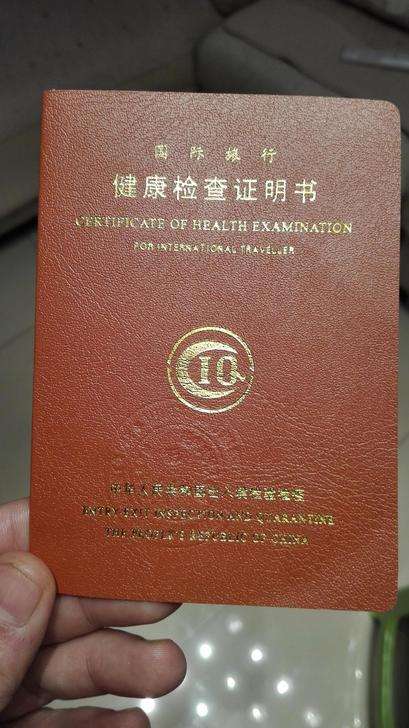 国际旅行
健康检查证明书
CERTIFICATE OF HEALTH EXAMINATION
FOR INTERNATIONAL TRAVELLER
CIQ
中华人民共和国出入境检验检疫
ENTRY-EXIT INSPECTION AND QUARANTINE
THE PEOPLE'S REPUBLIC OF CHINA